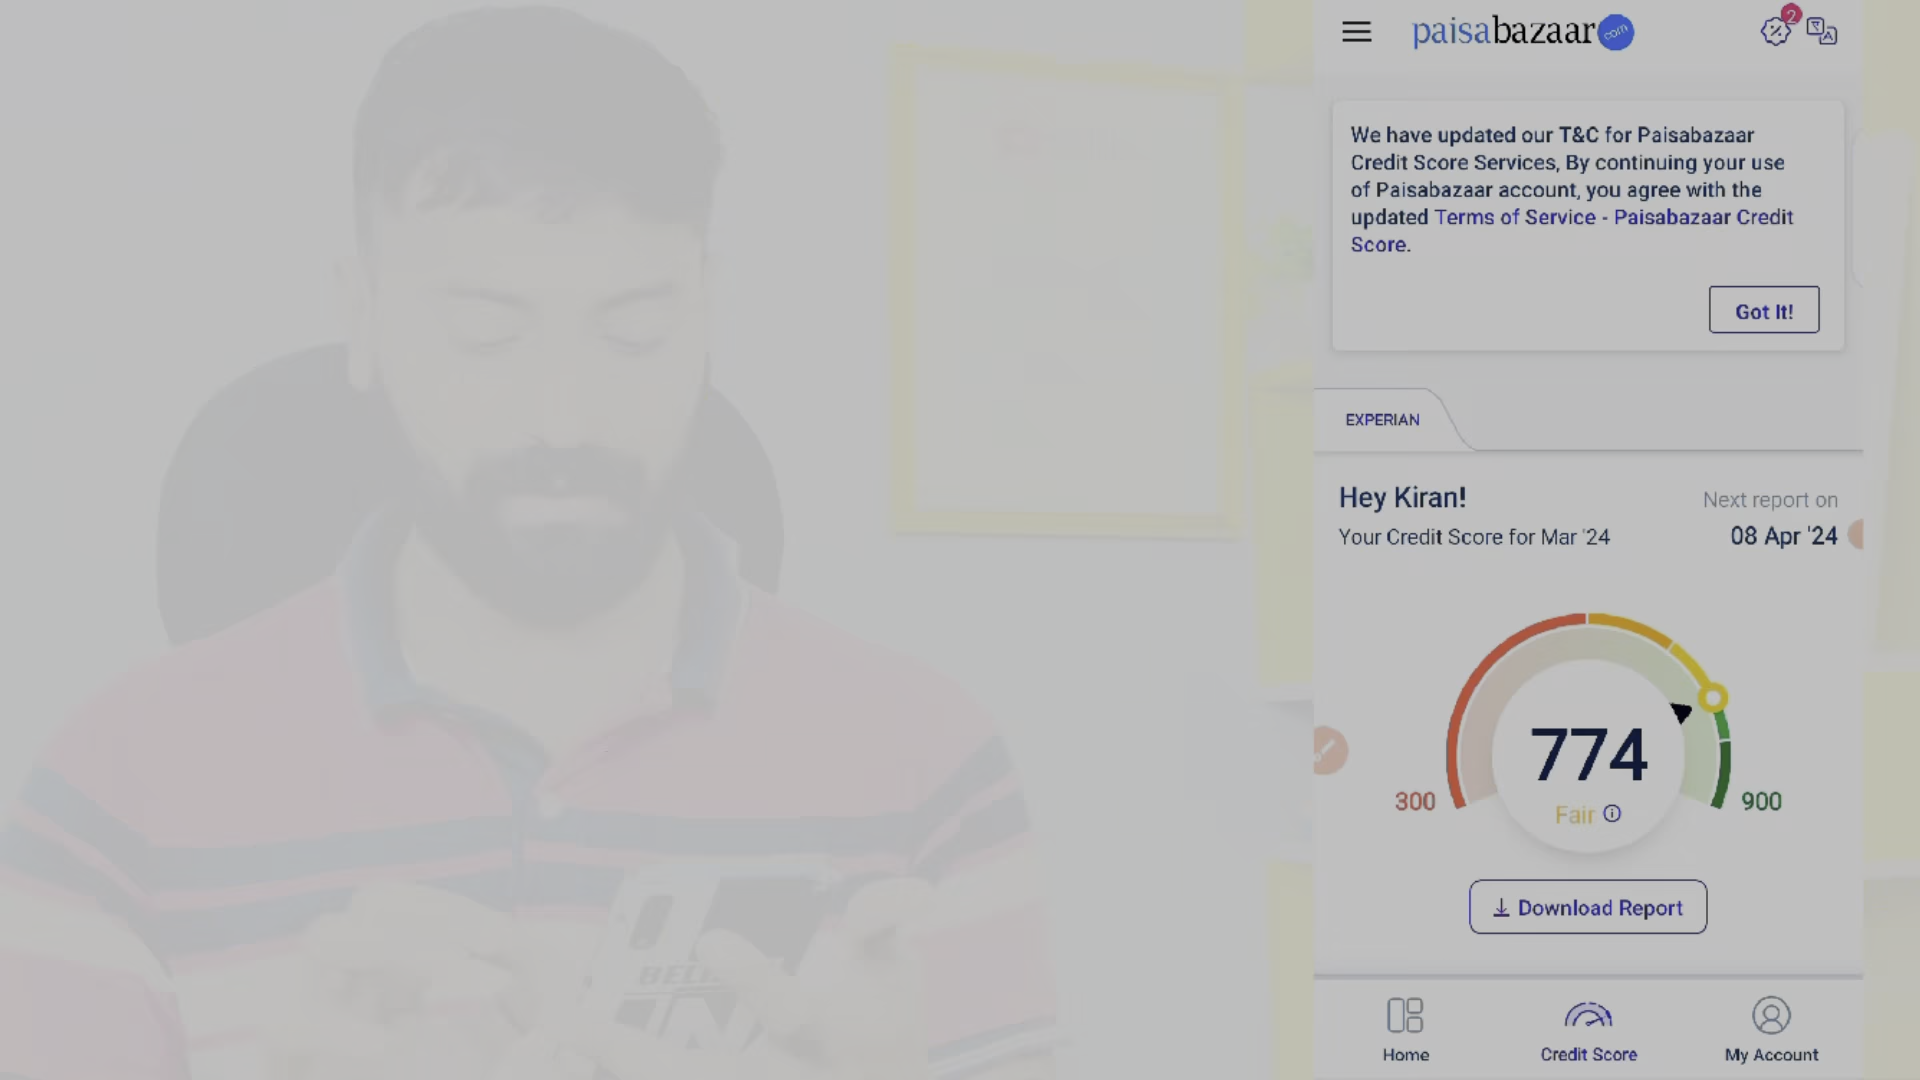 paisabazaar com
2
We have updated our T&C for Paisabazaar
Credit Score Services, By continuing your use
of Paisabazaar account, you agree with the
updated Terms of Service - Paisabazaar Credit
Score.
Got It!
EXPERIAN
Hey Kiran!
Next report on
Your Credit Score for Mar '24
08 Apr '24
774
300
900
Fair
Download Report
Home
Credit Score
My Account